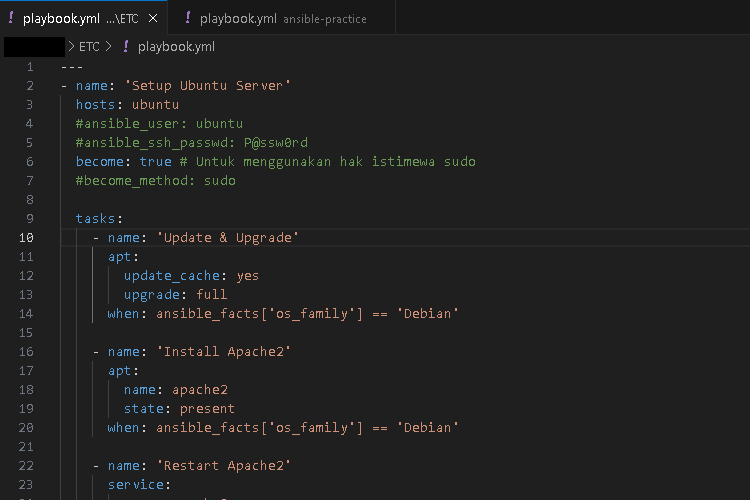 playbook.yml ...\ETC
playbook.yml ansible-practice
ETC > playbook.yml
1 ---
2 - name: 'Setup Ubuntu Server'
3 hosts: ubuntu
4 #ansible_user: ubuntu
5 #ansible_ssh_passwd: P@ssw0rd
6 become: true # Untuk menggunakan hak istimewa sudo
7 #become_method: sudo
8
9 tasks:
10 - name: 'Update & Upgrade'
11 apt:
12 update_cache: yes
13 upgrade: full
14 when: ansible_facts['os_family'] == 'Debian'
15
16 - name: 'Install Apache2'
17 apt:
18 name: apache2
19 state: present
20 when: ansible_facts['os_family'] == 'Debian'
21
22 - name: 'Restart Apache2'
23 service: